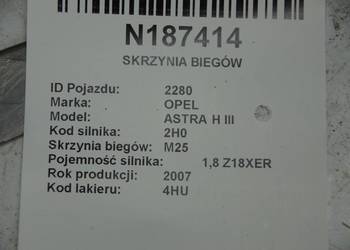 N187414
SKRZYNIA BIEGÓW
ID Pojazdu: 2280
Marka: OPEL
Model: ASTRA H III
Kod silnika: 2H0
Skrzynia biegów: M25
Pojemność silnika: 1,8 Z18XER
Rok produkcji: 2007
Kod lakieru: 4HU